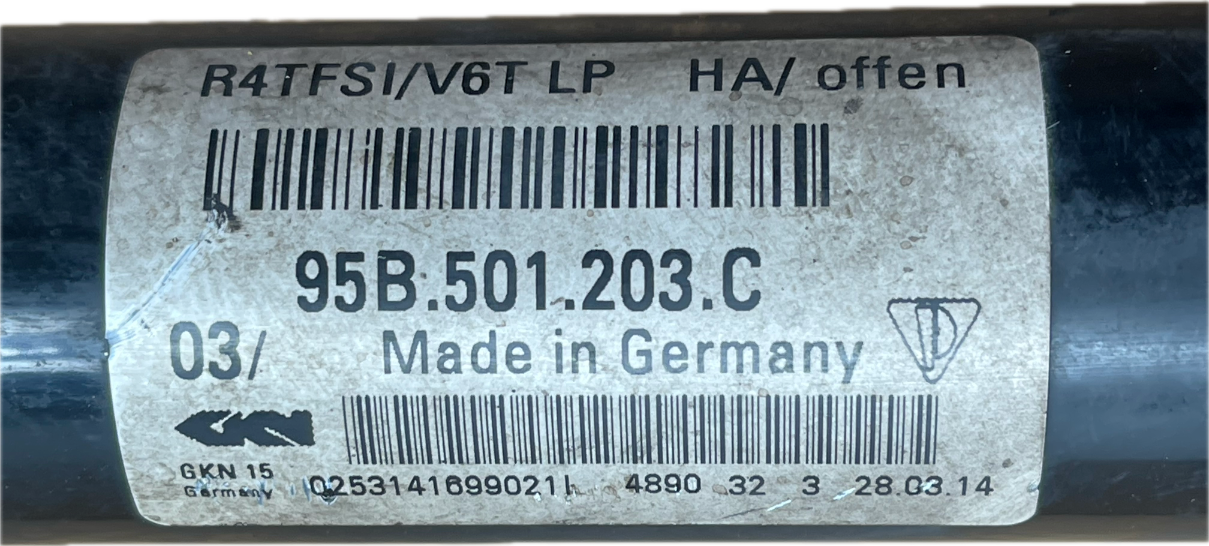 R4TFSI/V6T LP HA/ offen
95B.501.203.C
03/ Made in Germany
GKN
GKN 15
Germany
4890 32 3 28.03.14